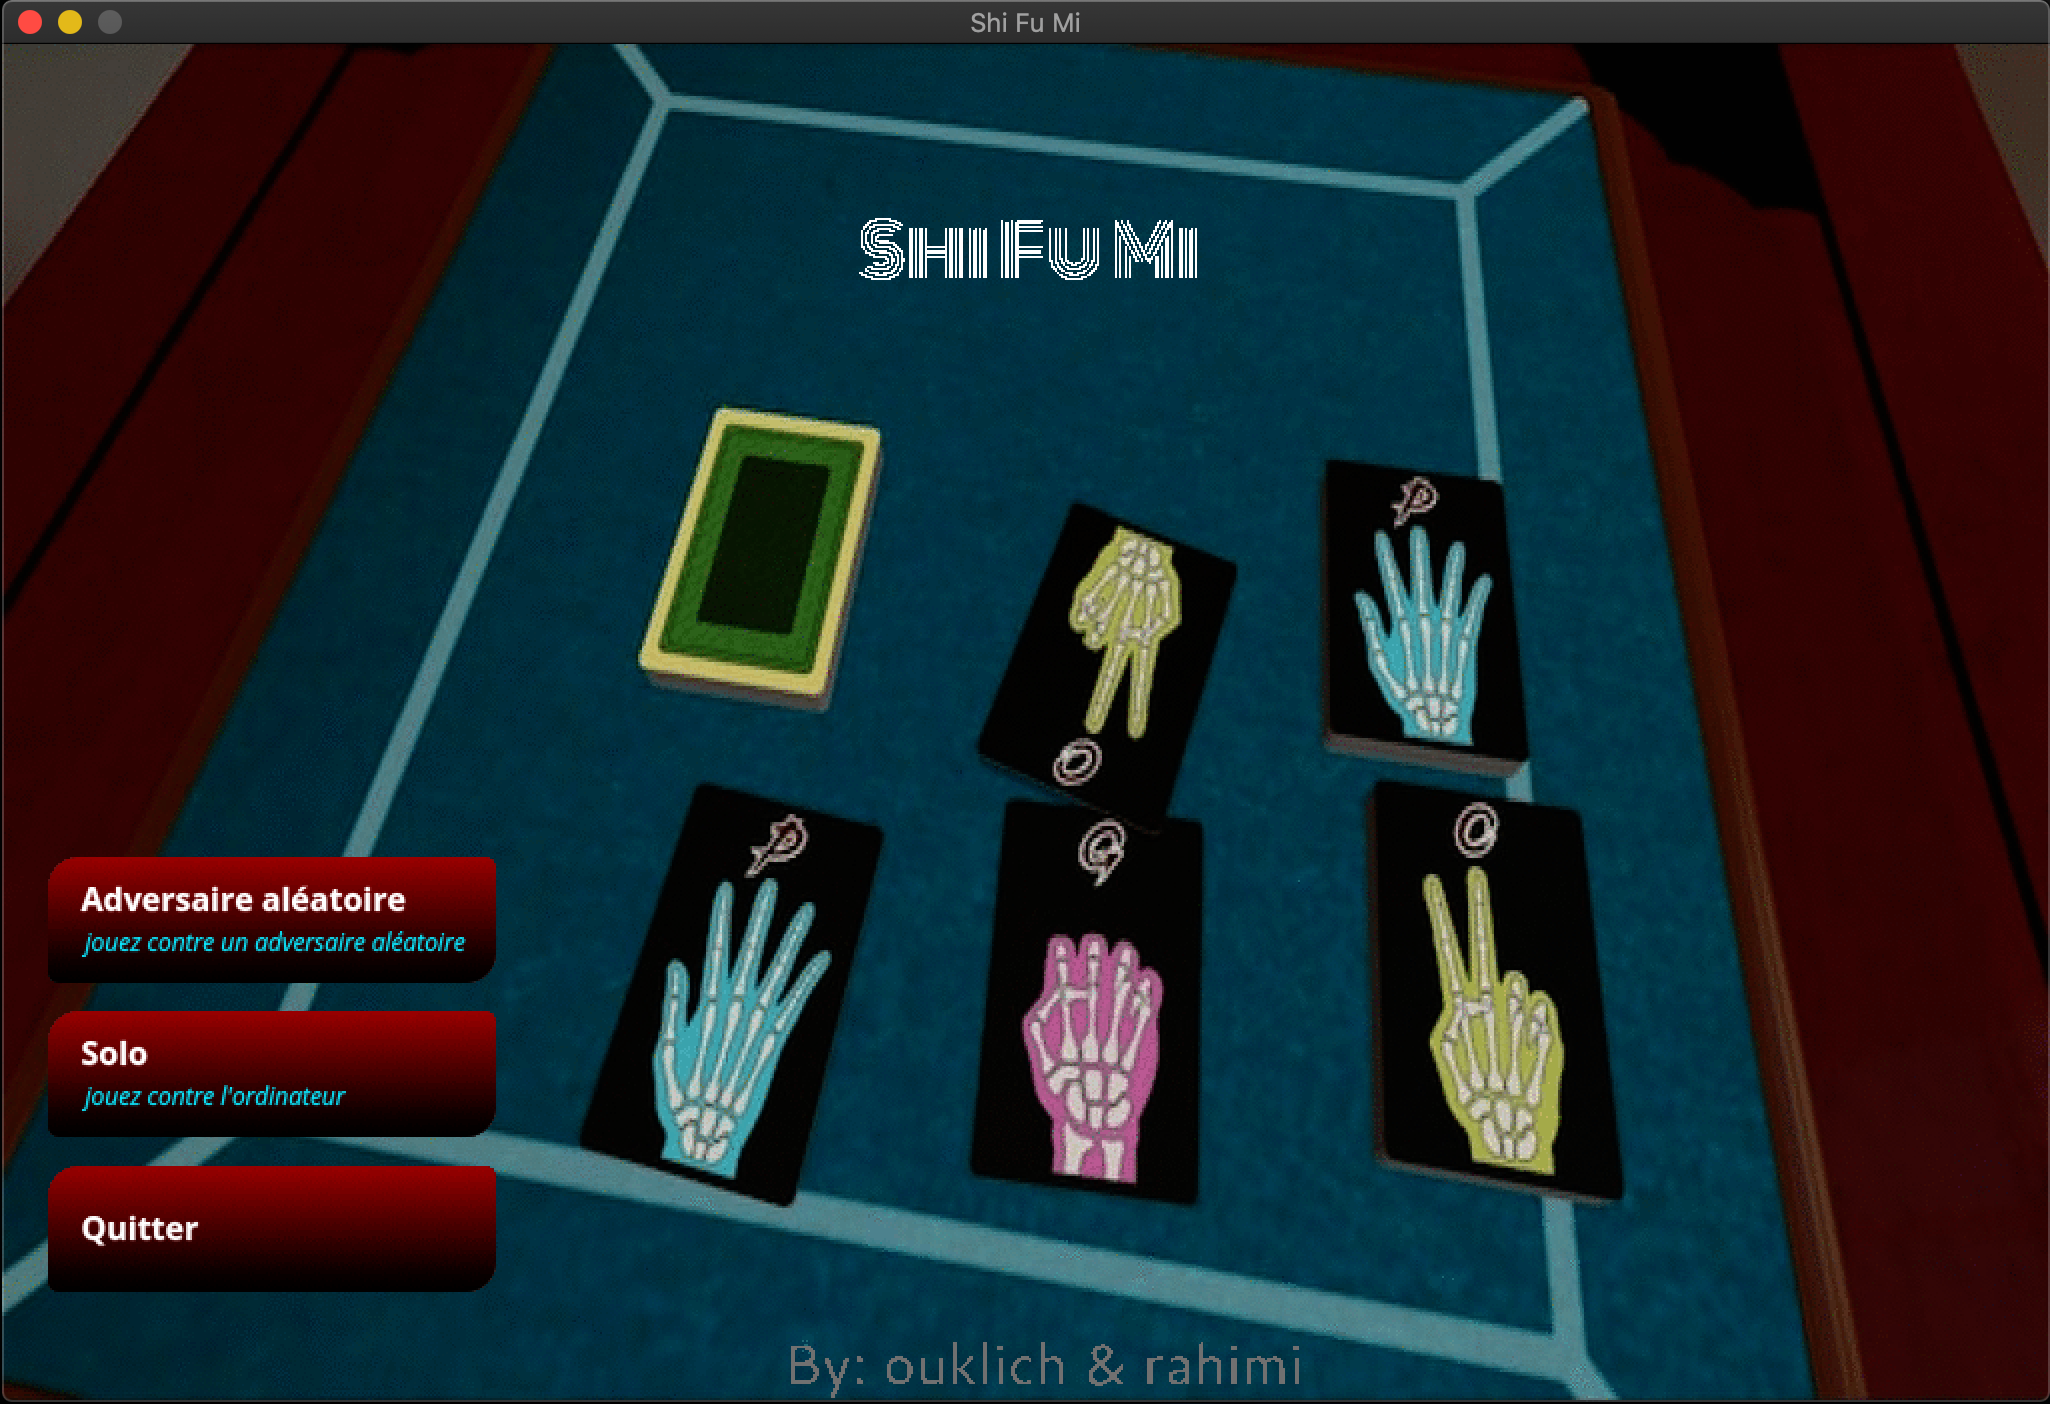 Shi Fu Mi
Shi Fu Mi
P
C
P
G
C
Adversaire aléatoire
jouez contre un adversaire aléatoire
Solo
jouez contre l'ordinateur
Quitter
By: ouklich & rahimi